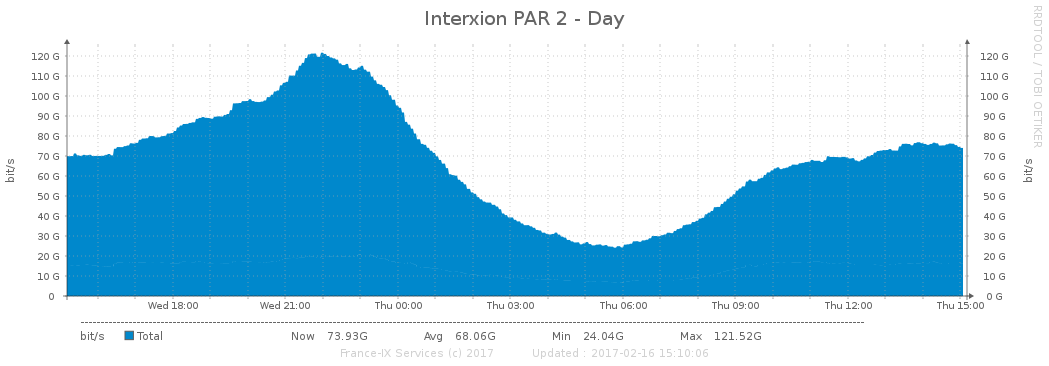 Interxion PAR 2 - Day
RRDTOOL / TOBI OETIKER
bit/s
120 G
110 G
100 G
90 G
80 G
70 G
60 G
50 G
40 G
30 G
20 G
10 G
0
120 G
110 G
100 G
90 G
80 G
70 G
60 G
50 G
40 G
30 G
20 G
10 G
0 G
bit/s
Wed 18:00 Wed 21:00 Thu 00:00 Thu 03:00 Thu 06:00 Thu 09:00 Thu 12:00 Thu 15:00
bit/s Total Now 73.93G Avg 68.06G Min 24.04G Max 121.52G
France-IX Services (c) 2017 Updated : 2017-02-16 15:10:06